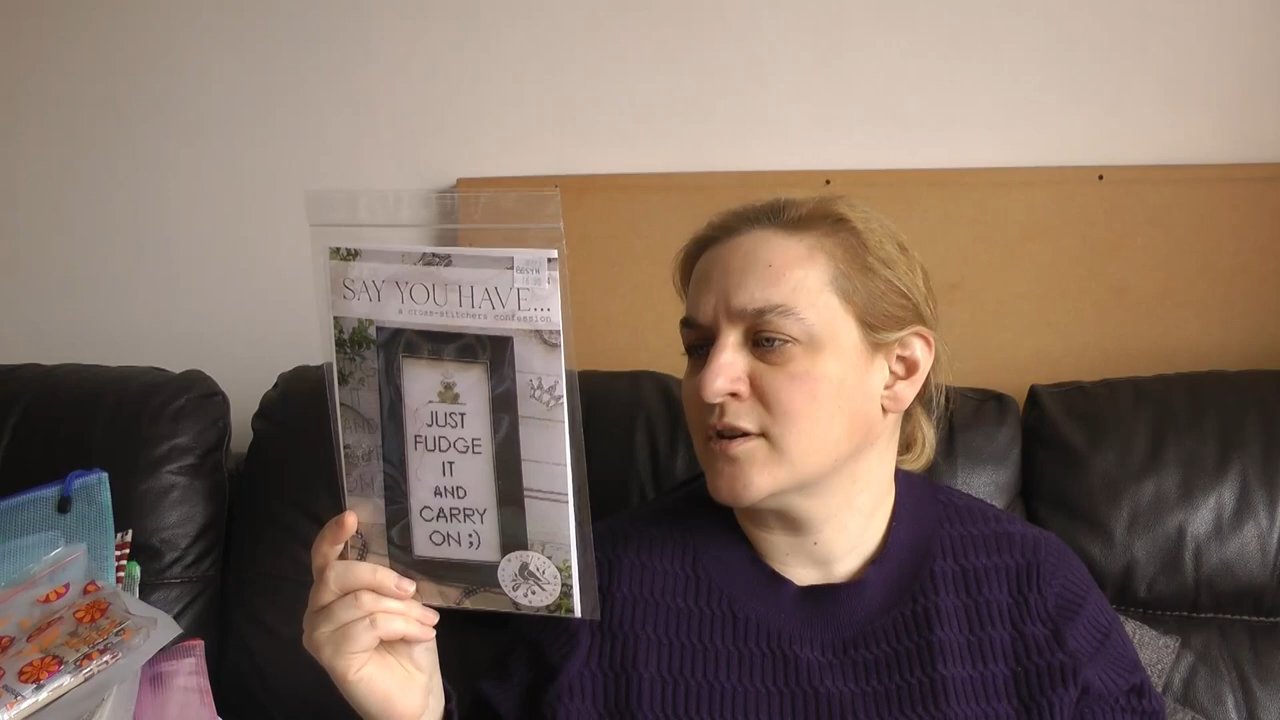 SAY YOU HAVE...
a cross-stitchers confession
JUST
FUDGE
IT
AND
CARRY
ON ;)